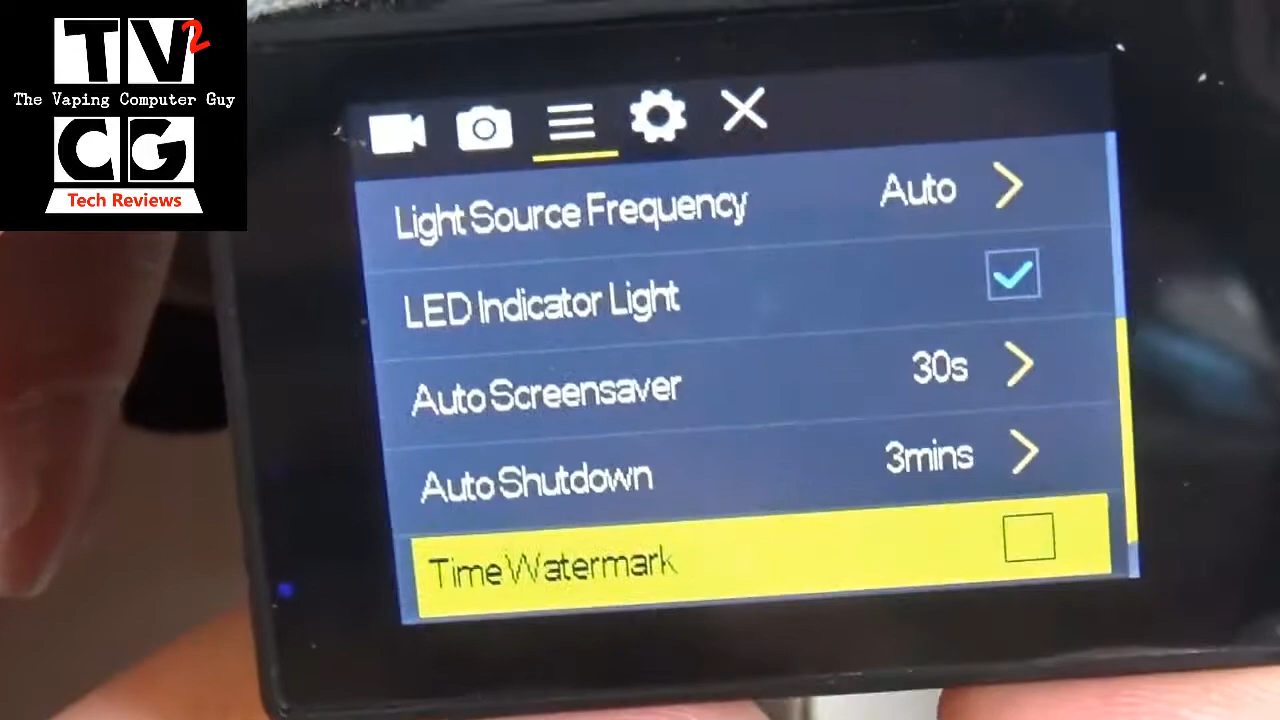 TV2
The Vaping Computer Guy
CG
Tech Reviews
Light Source Frequency Auto
LED Indicator Light
Auto Screensaver 30s
Auto Shutdown 3mins
Time Watermark